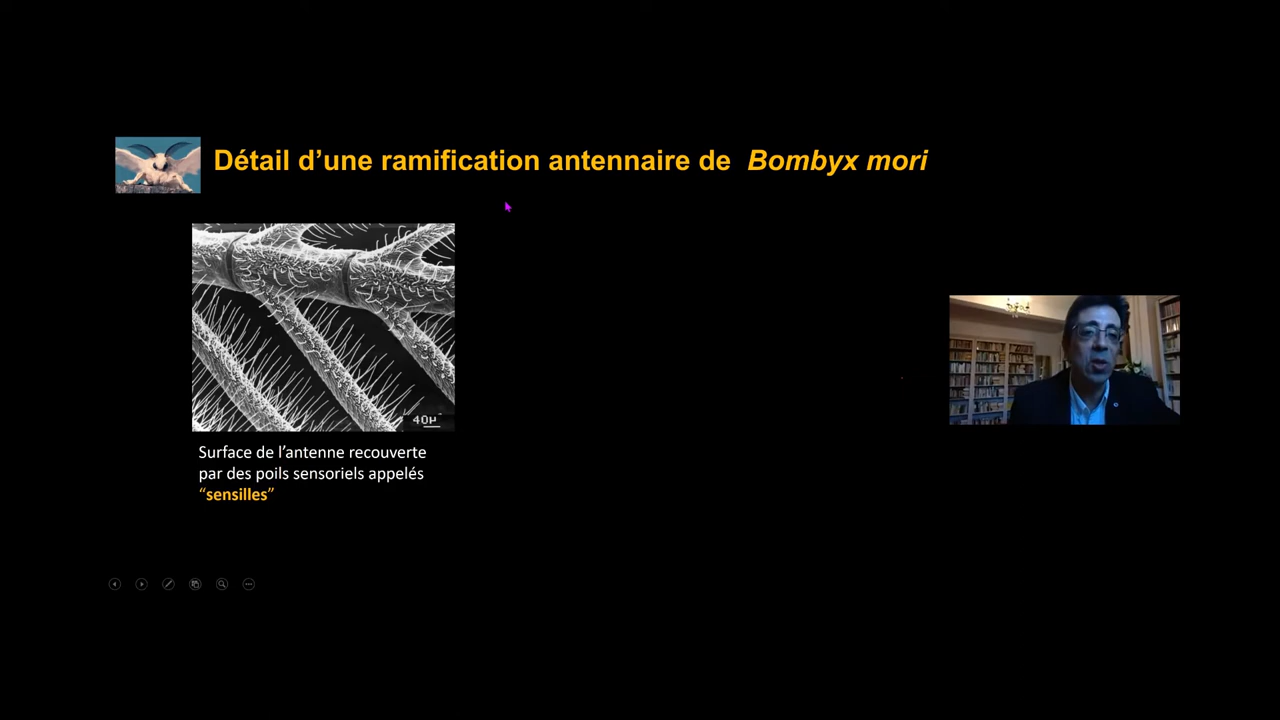 Détail d’une ramification antennaire de Bombyx mori
40µ
Surface de l’antenne recouverte
par des poils sensoriels appelés
“sensilles”